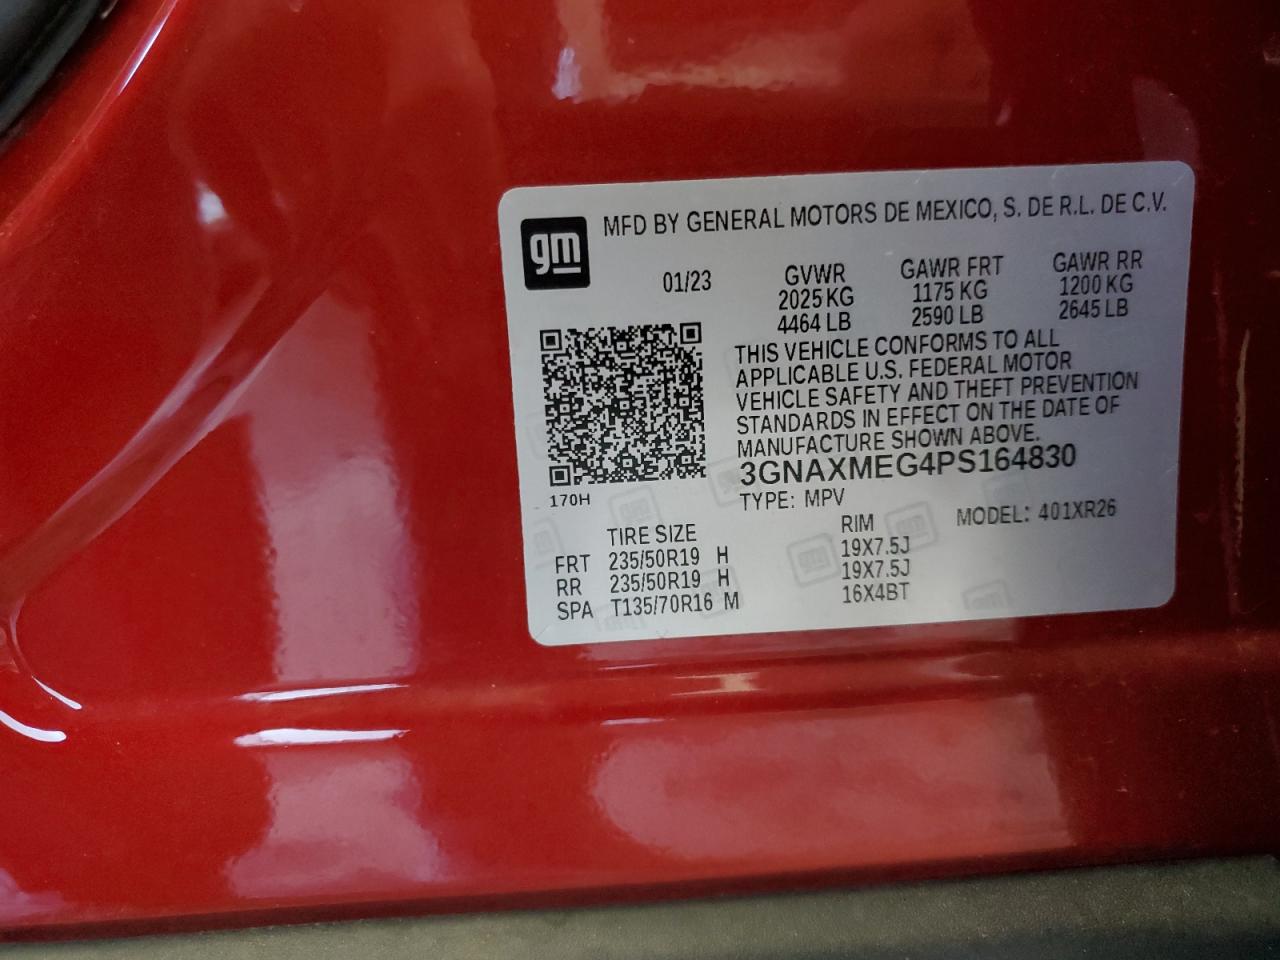 gm
MFD BY GENERAL MOTORS DE MEXICO, S. DE R.L. DE C.V.
01/23
GVWR GAWR FRT GAWR RR
2025 KG 1175 KG 1200 KG
4464 LB 2590 LB 2645 LB
THIS VEHICLE CONFORMS TO ALL
APPLICABLE U.S. FEDERAL MOTOR
VEHICLE SAFETY AND THEFT PREVENTION
STANDARDS IN EFFECT ON THE DATE OF
MANUFACTURE SHOWN ABOVE.
3GNAXMEG4PS164830
170H
TYPE: MPV
MODEL: 401XR26
TIRE SIZE RIM
FRT 235/50R19 H 19X7.5J
RR 235/50R19 H 19X7.5J
SPA T135/70R16 M 16X4BT